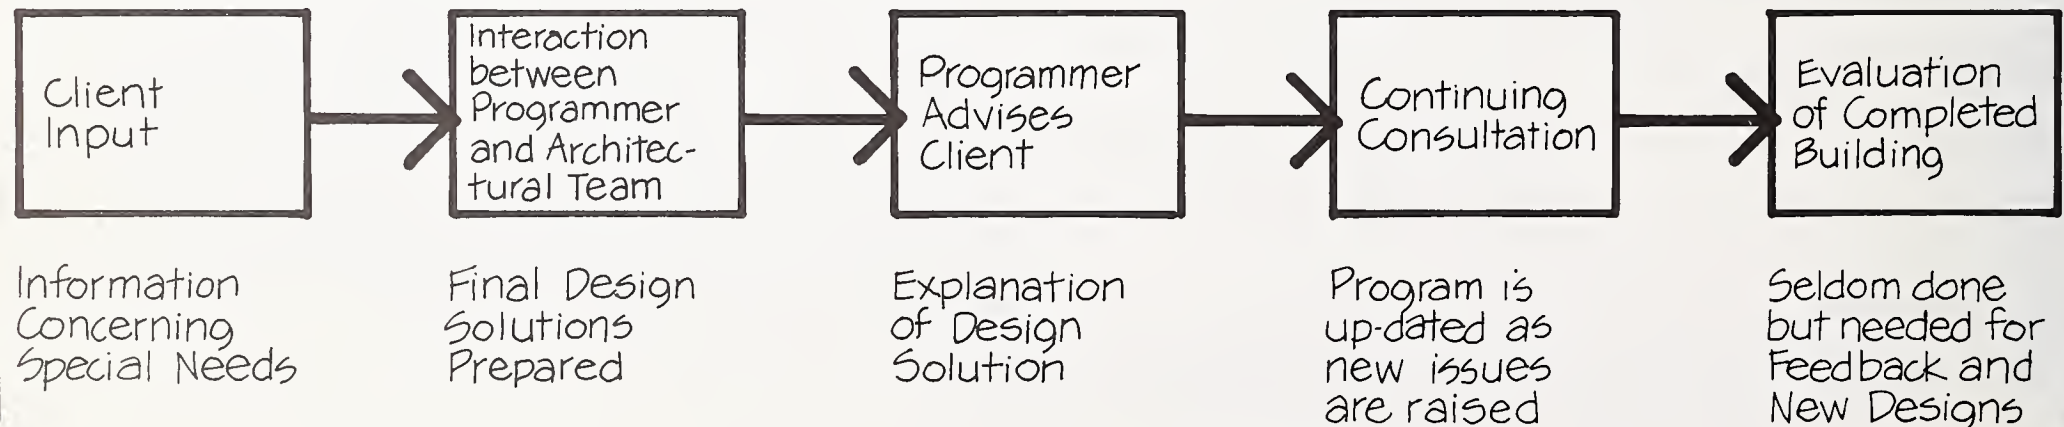 Client
Input
Interaction
between
Programmer
and Architec-
tural Team
Programmer
Advises
Client
Continuing
Consultation
Evaluation
of Completed
Building
Information
Concerning
Special Needs
Final Design
Solutions
Prepared
Explanation
of Design
Solution
Program is
up-dated as
new issues
are raised
Seldom done
but needed for
Feedback and
New Designs